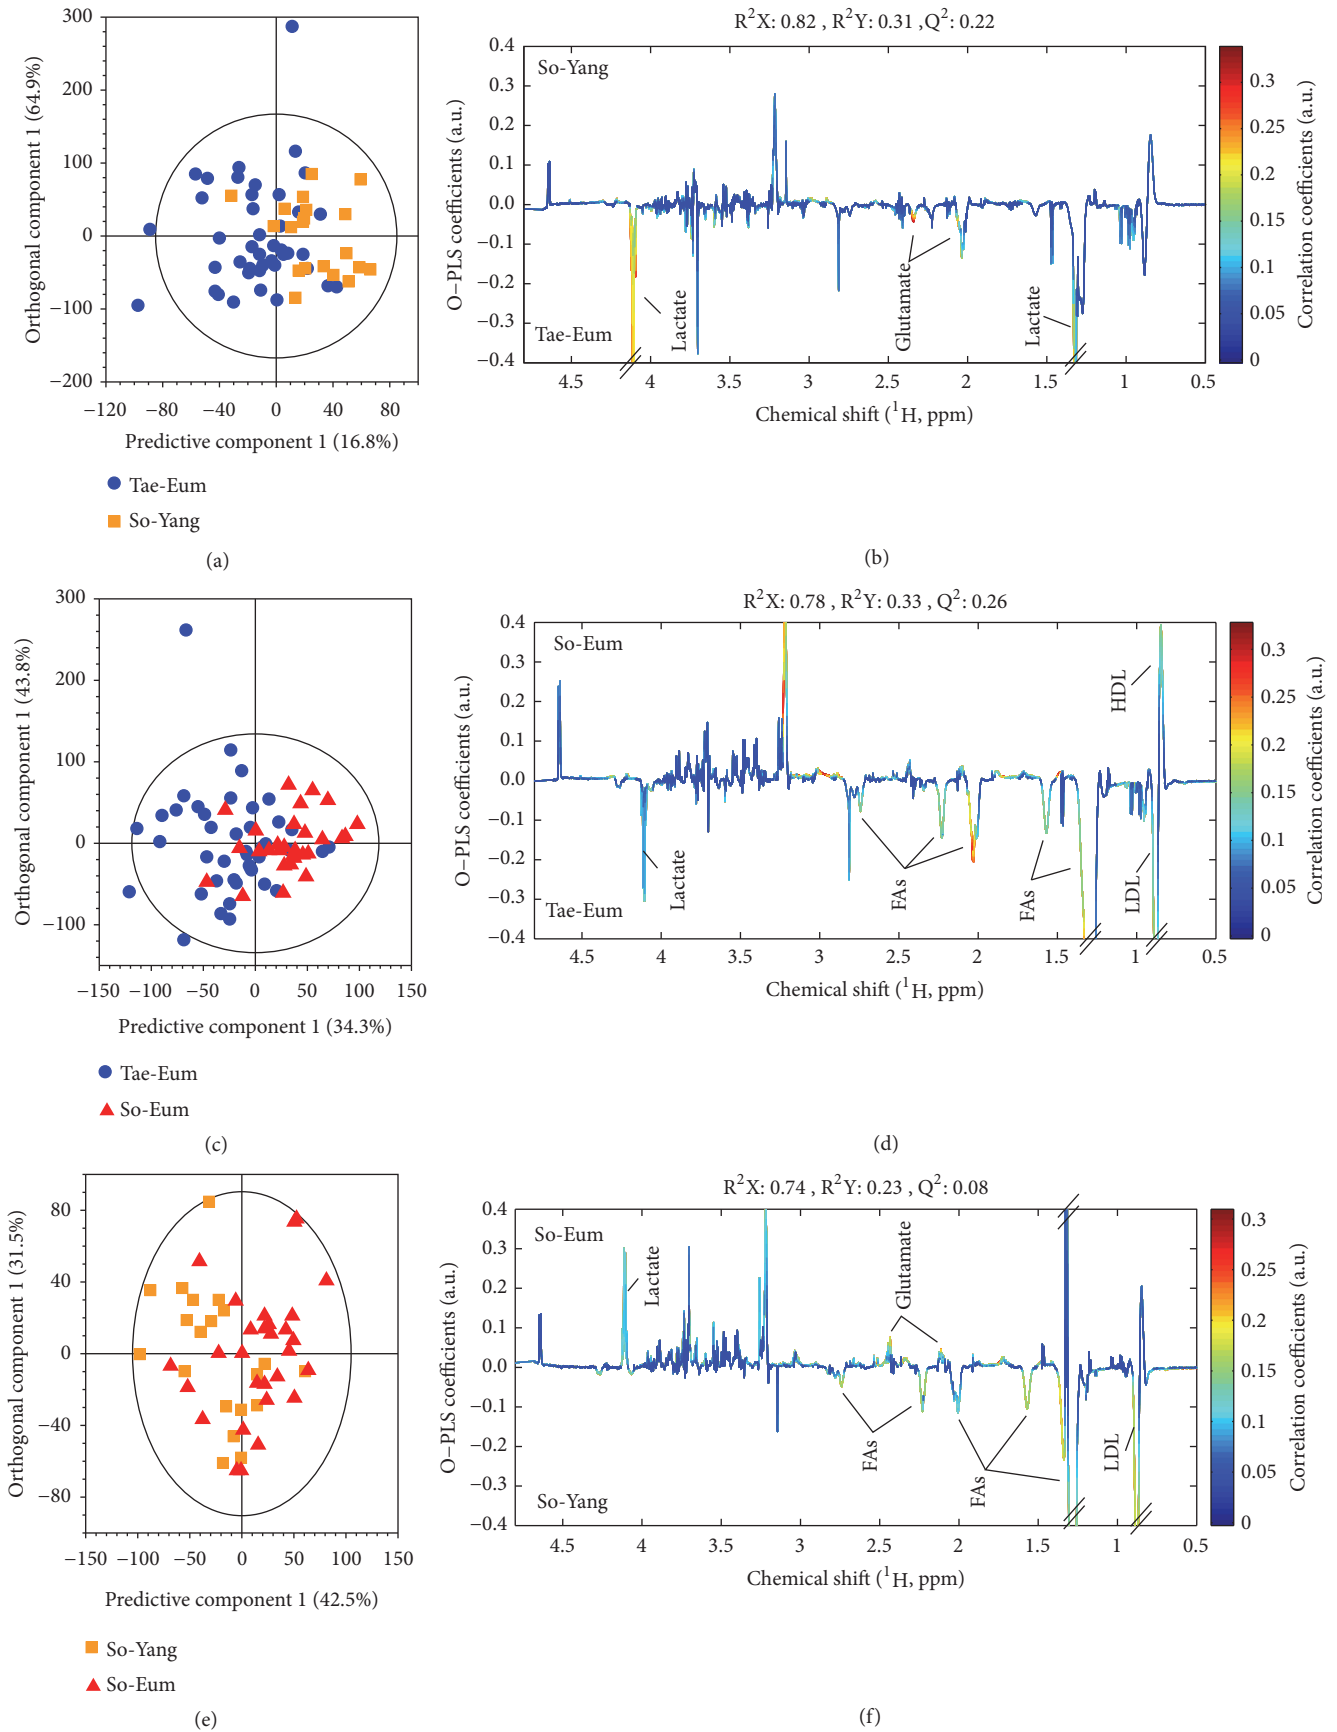 Orthogonal component 1 (64.9%)
300
200
100
0
−100
−200
−120 −80 −40 0 40 80
Predictive component 1 (16.8%)
Tae-Eum
So-Yang
(a)
R²X: 0.82 , R²Y: 0.31 ,Q²: 0.22
O−PLS coefficients (a.u.)
0.4
0.3
0.2
0.1
0.0
−0.1
−0.2
−0.3
−0.4
So-Yang
Tae-Eum
Lactate
Glutamate
Lactate
4.5 4 3.5 3 2.5 2 1.5 1 0.5
Chemical shift (¹H, ppm)
0.3
0.25
0.2
0.15
0.1
0.05
0
Correlation coefficients (a.u.)
(b)
Orthogonal component 1 (43.8%)
300
200
100
0
−100
−150 −100 −50 0 50 100 150
Predictive component 1 (34.3%)
Tae-Eum
So-Eum
(c)
R²X: 0.78 , R²Y: 0.33 , Q²: 0.26
O−PLS coefficients (a.u.)
0.4
0.3
0.2
0.1
0.0
−0.1
−0.2
−0.3
−0.4
So-Eum
Tae-Eum
Lactate
FAs
FAs
LDL
HDL
4.5 4 3.5 3 2.5 2 1.5 1 0.5
Chemical shift (¹H, ppm)
0.3
0.25
0.2
0.15
0.1
0.05
0
Correlation coefficients (a.u.)
(d)
Orthogonal component 1 (31.5%)
80
40
0
−40
−80
−150 −100 −50 0 50 100 150
Predictive component 1 (42.5%)
So-Yang
So-Eum
(e)
R²X: 0.74 , R²Y: 0.23 , Q²: 0.08
O−PLS coefficients (a.u.)
0.4
0.3
0.2
0.1
0.0
−0.1
−0.2
−0.3
−0.4
So-Eum
So-Yang
Lactate
Glutamate
FAs
FAs
LDL
4.5 4 3.5 3 2.5 2 1.5 1 0.5
Chemical shift (¹H, ppm)
0.3
0.25
0.2
0.15
0.1
0.05
0
Correlation coefficients (a.u.)
(f)